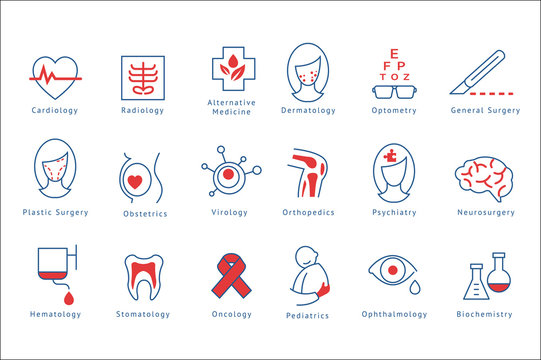 E
F P
T O Z
Cardiology
Radiology
Alternative
Medicine
Dermatology
Optometry
General Surgery
Plastic Surgery
Obstetrics
Virology
Orthopedics
Psychiatry
Neurosurgery
Hematology
Stomatology
Oncology
Pediatrics
Ophthalmology
Biochemistry